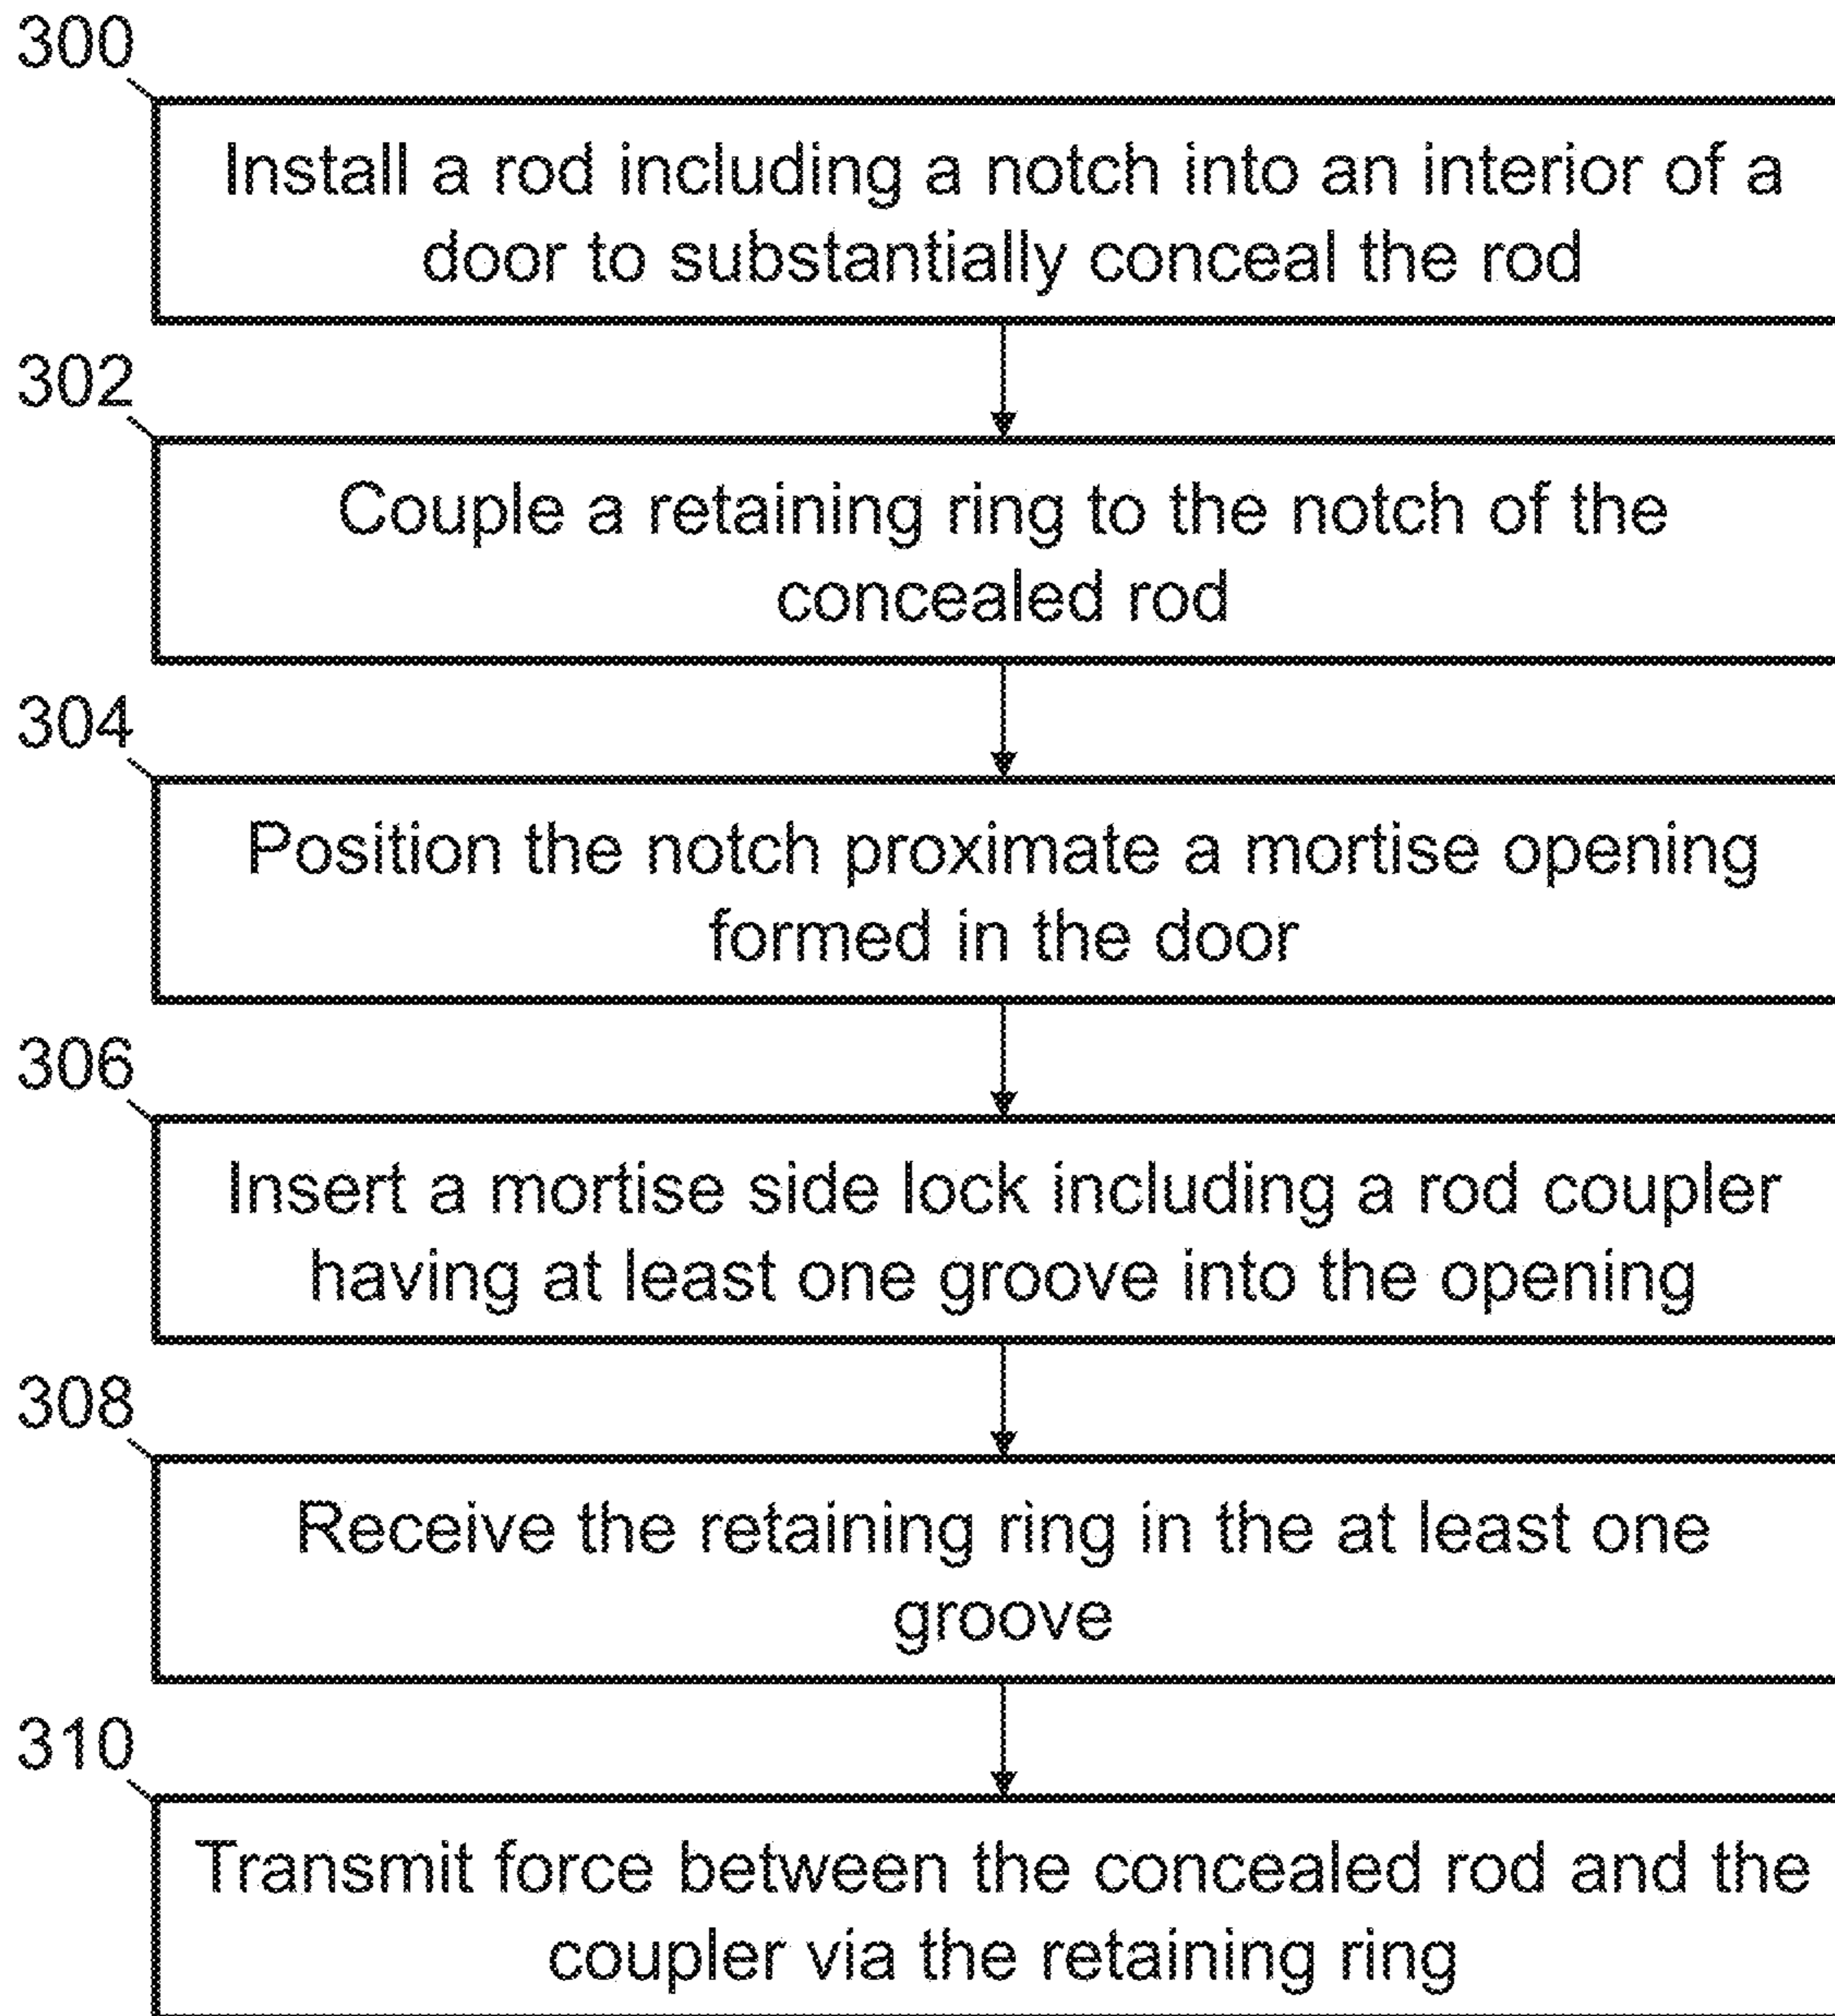 300
Install a rod including a notch into an interior of a
door to substantially conceal the rod
302
Couple a retaining ring to the notch of the
concealed rod
304
Position the notch proximate a mortise opening
formed in the door
306
Insert a mortise side lock including a rod coupler
having at least one groove into the opening
308
Receive the retaining ring in the at least one
groove
310
Transmit force between the concealed rod and the
coupler via the retaining ring